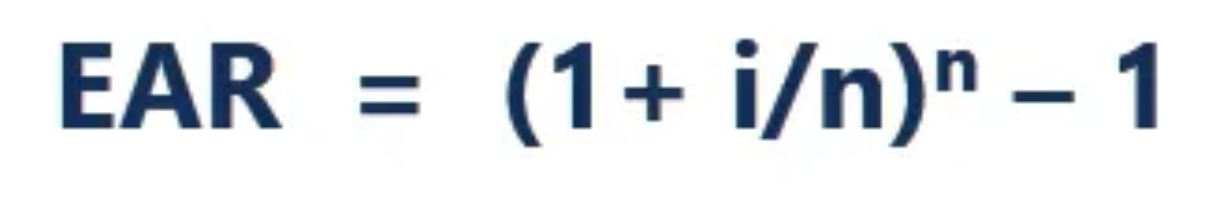 EAR = (1+ i/n)ⁿ – 1